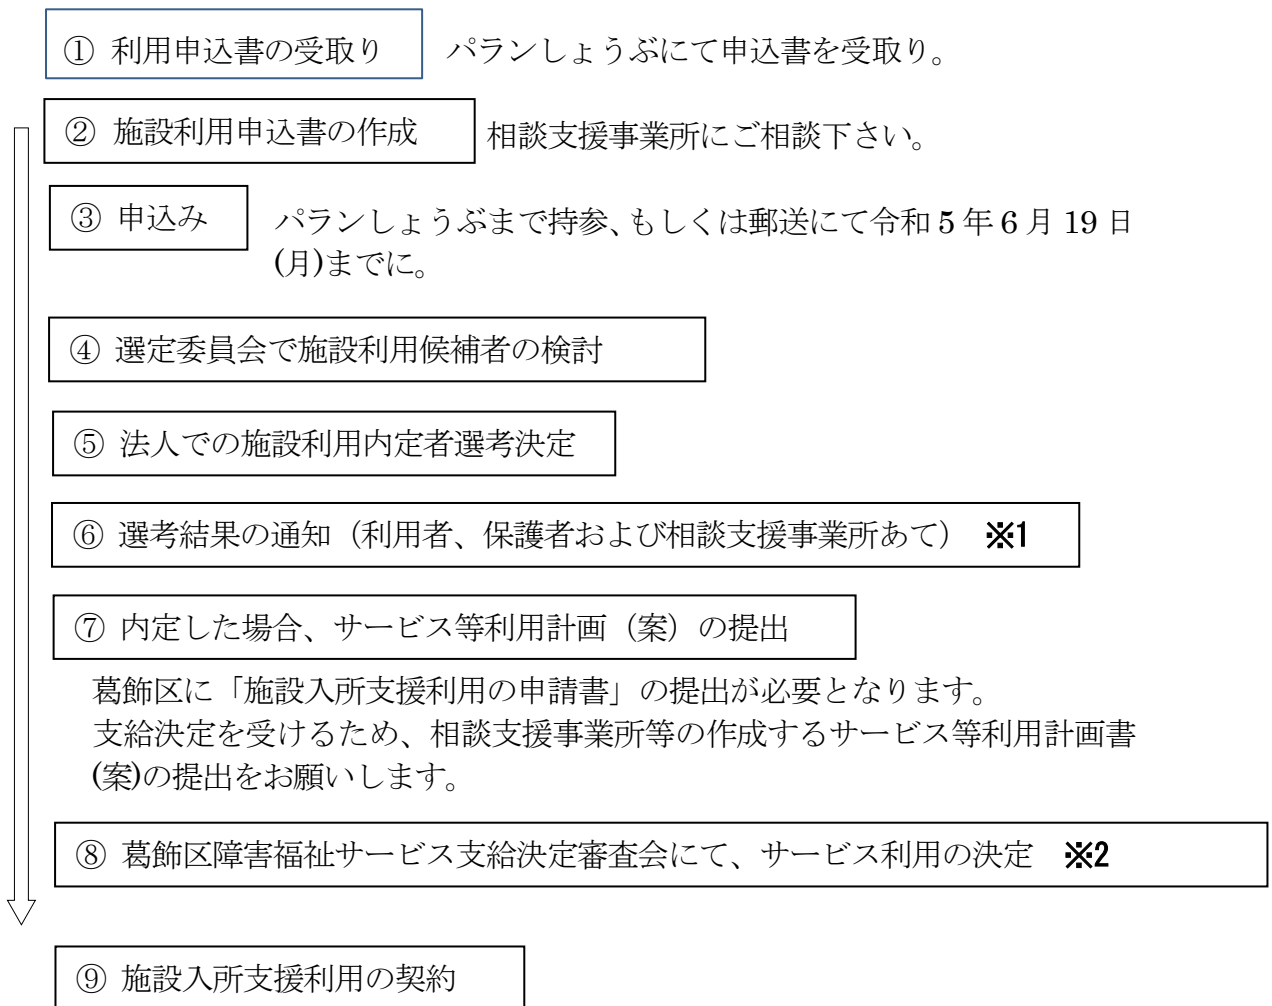 ① 利用申込書の受取り　パランしょうぶにて申込書を受取り。
② 施設利用申込書の作成　相談支援事業所にご相談下さい。
③ 申込み　パランしょうぶまで持参、もしくは郵送にて令和 5 年 6 月 19 日
(月)までに。
④ 選定委員会で施設利用候補者の検討
⑤ 法人での施設利用内定者選考決定
⑥ 選考結果の通知（利用者、保護者および相談支援事業所あて）　※1
⑦ 内定した場合、サービス等利用計画（案）の提出
葛飾区に「施設入所支援利用の申請書」の提出が必要となります。
支給決定を受けるため、相談支援事業所等の作成するサービス等利用計画書
(案)の提出をお願いします。
⑧ 葛飾区障害福祉サービス支給決定審査会にて、サービス利用の決定　※2
⑨ 施設入所支援利用の契約